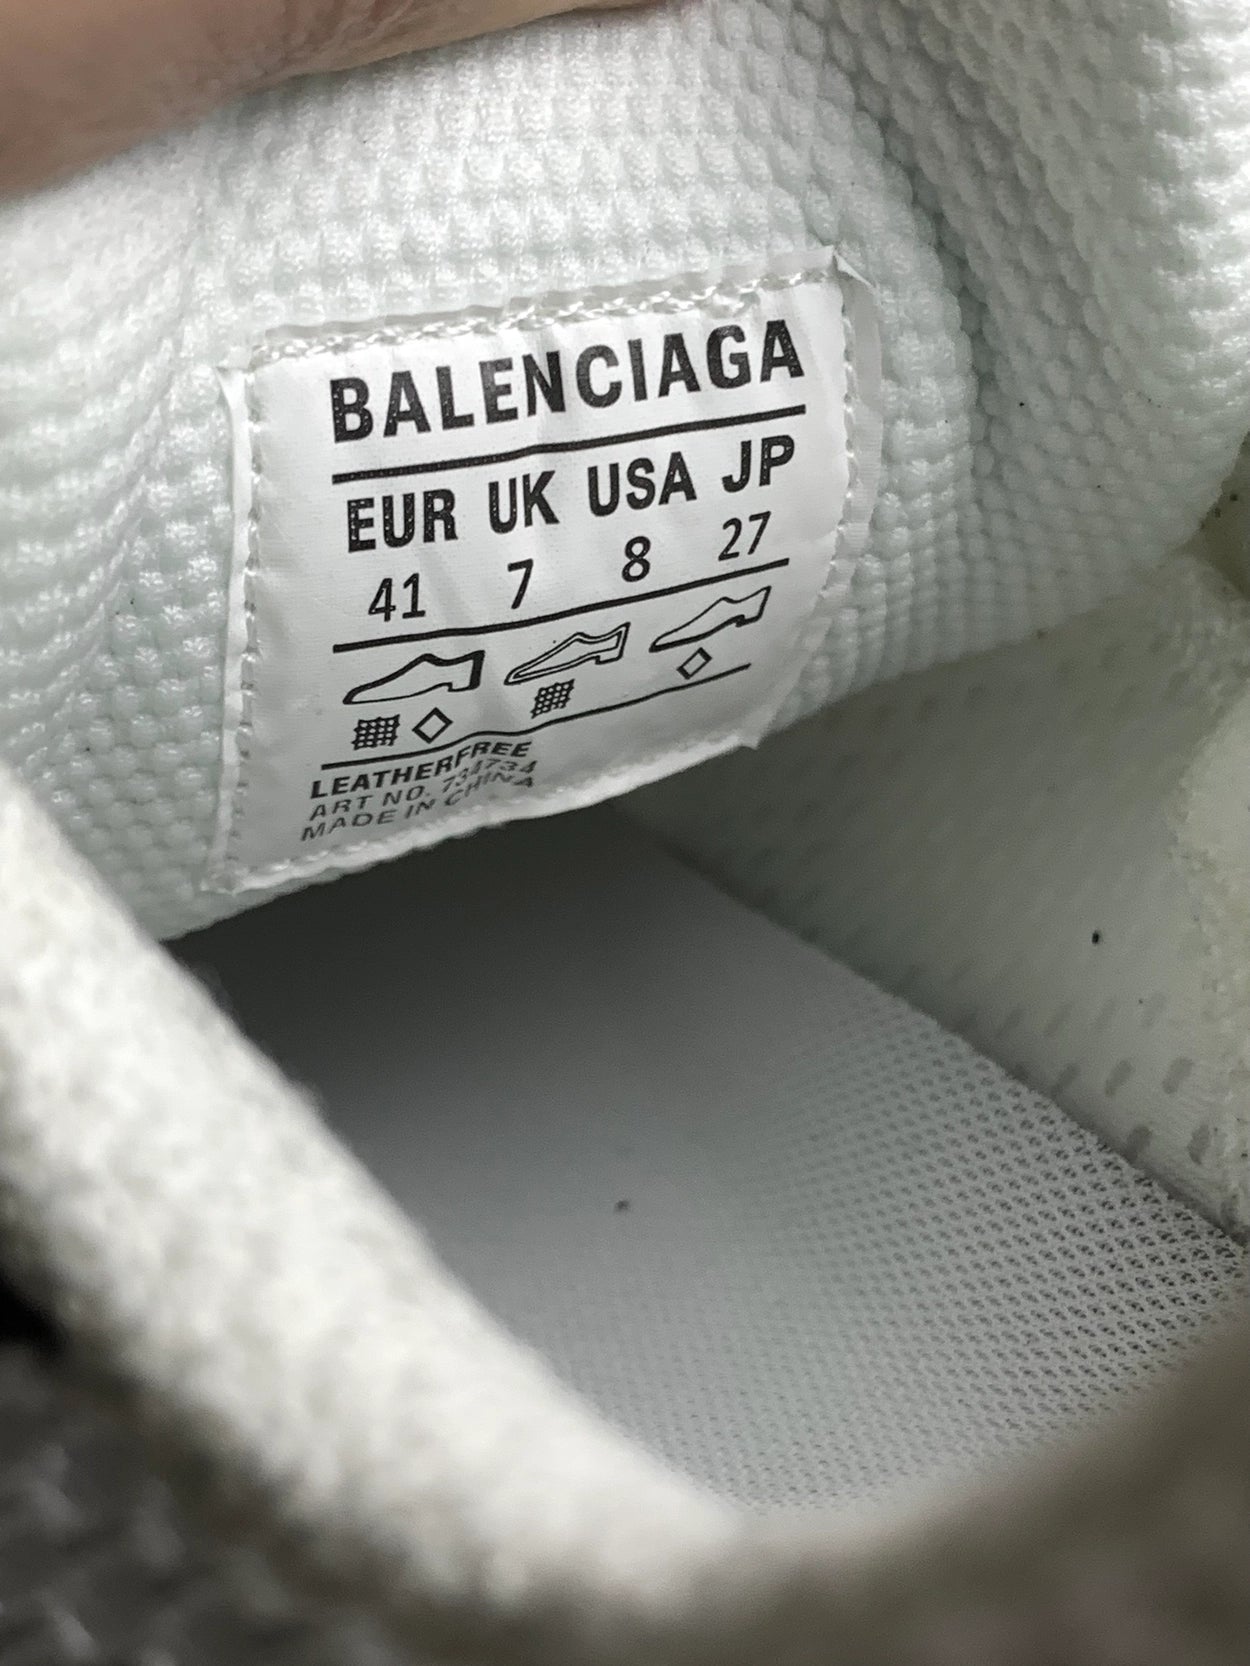 BALENCIAGA
EUR UK USA JP
41 7 8 27
LEATHERFREE
ART NO. 734734
MADE IN CHINA